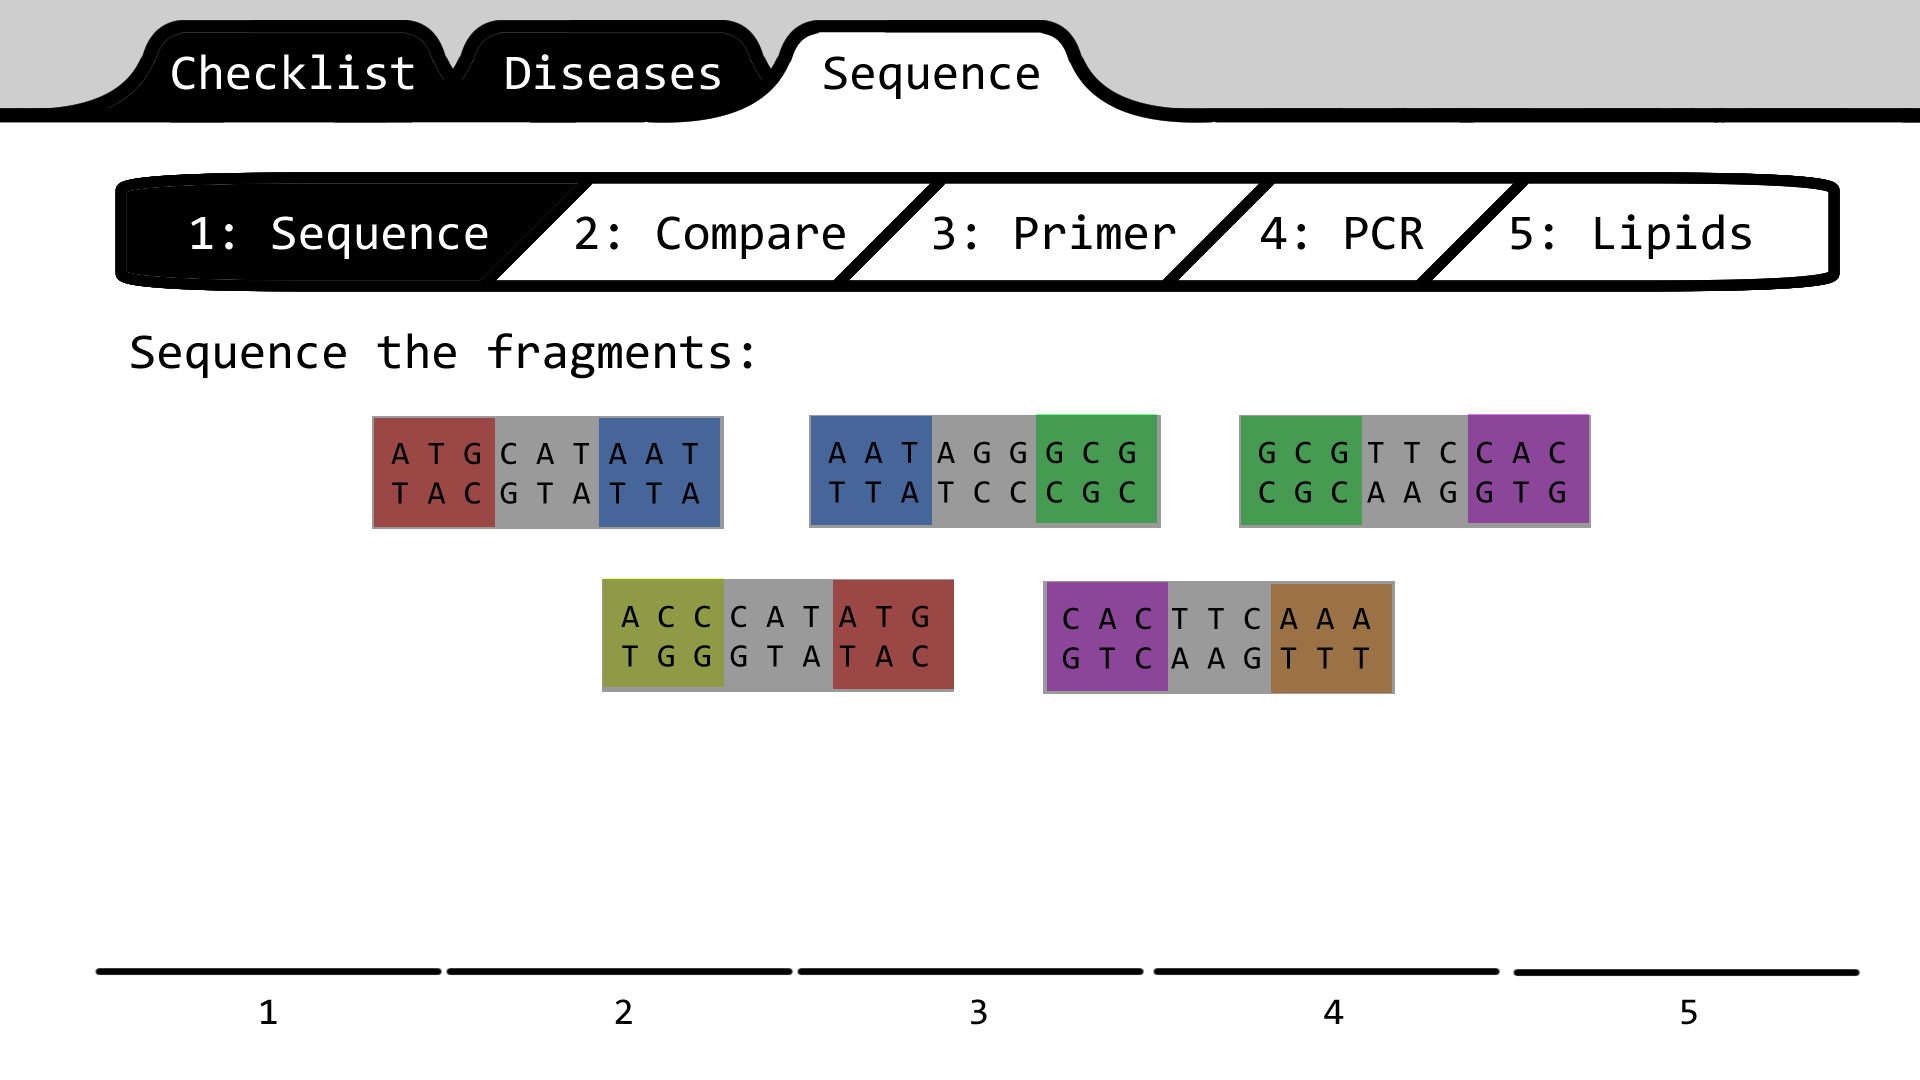 Checklist Diseases Sequence
1: Sequence 2: Compare 3: Primer 4: PCR 5: Lipids
Sequence the fragments:
A T G C A T A A T
T A C G T A T T A
A A T A G G G C G
T T A T C C C G C
G C G T T C C A C
C G C A A G G T G
A C C C A T A T G
T G G G T A T A C
C A C T T C A A A
G T C A A G T T T
1 2 3 4 5